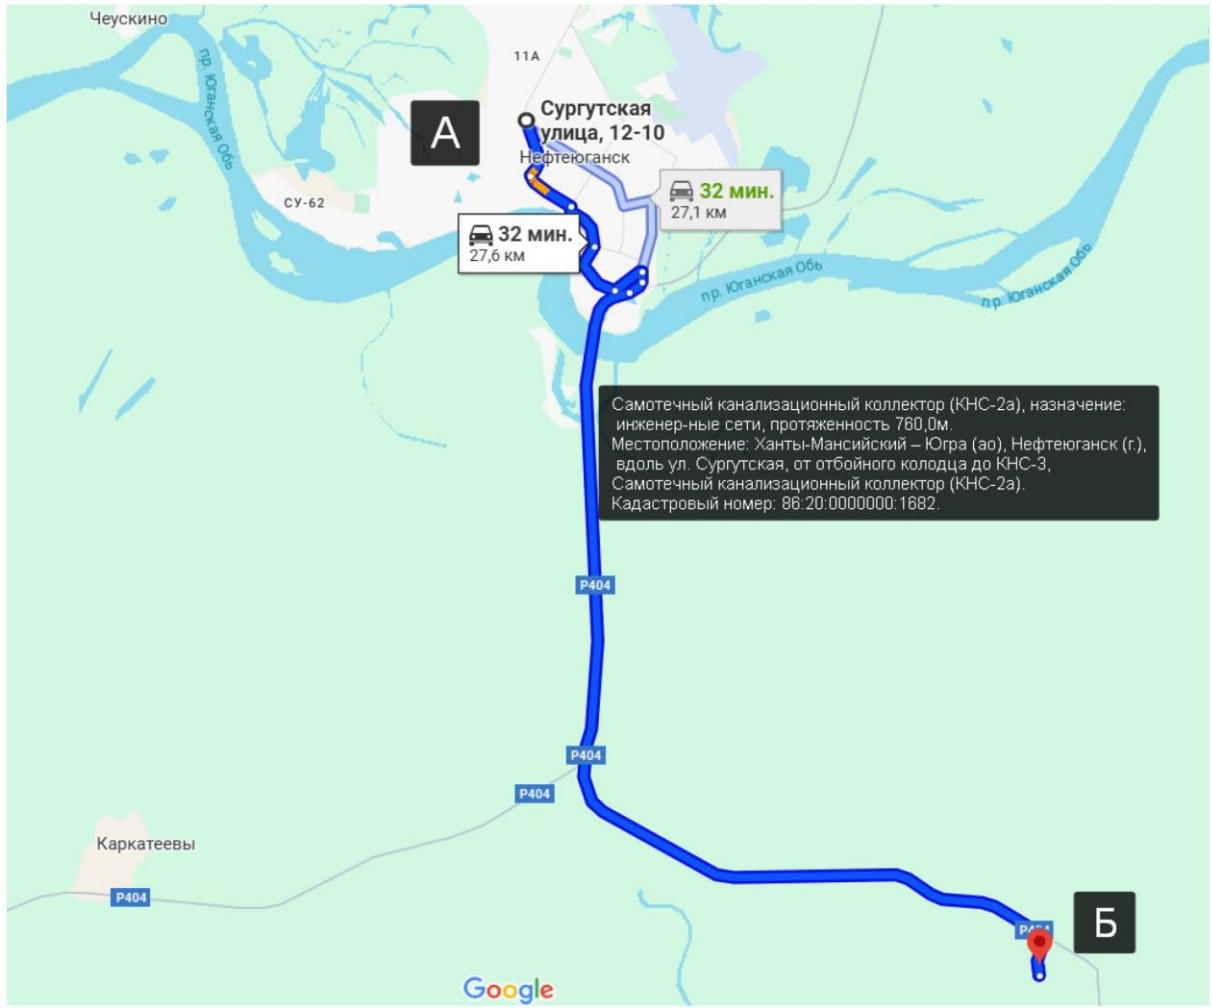 Чеускино
11А
пр. Юганская Обь
А
Сургутская
улица, 12-10
Нефтеюганск
СУ-62
32 мин.
27,1 км
32 мин.
27,6 км
пр. Юганская Обь
пр. Юганская Обь
Самотечный канализационный коллектор (КНС-2а), назначение:
инженер-ные сети, протяженность 760,0м.
Местоположение: Ханты-Мансийский – Югра (ао), Нефтеюганск (г.),
вдоль ул. Сургутская, от отбойного колодца до КНС-3,
Самотечный канализационный коллектор (КНС-2а).
Кадастровый номер: 86:20:0000000:1682.
Р404
Р404
Р404
Каркатеевы
Р404
Б
Р404
Google